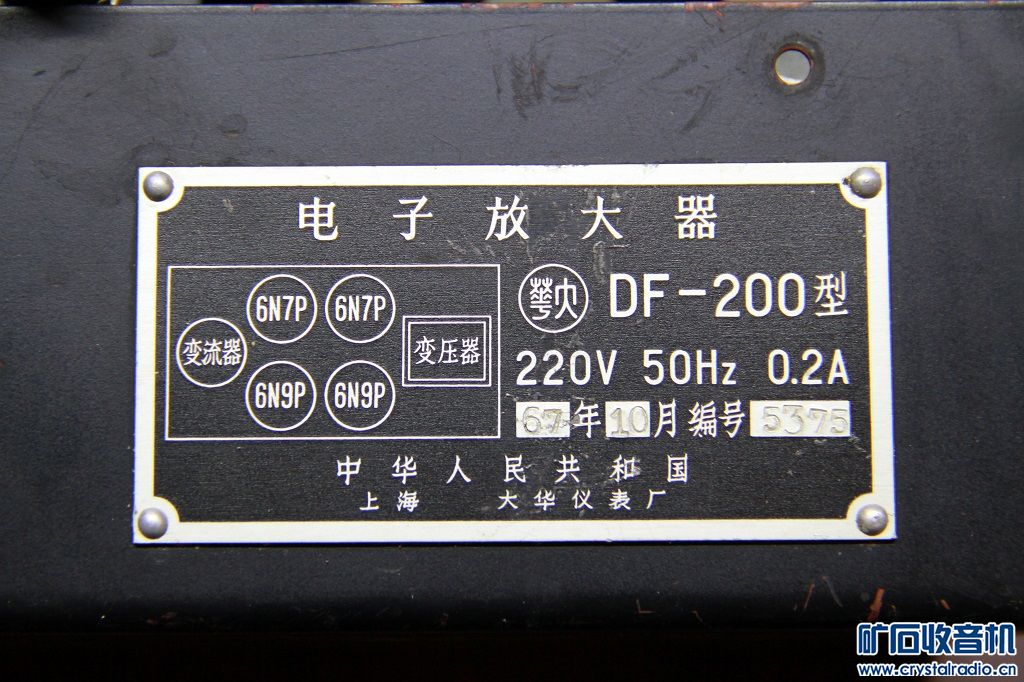 电子放大器
6N7P 6N7P
变流器 变压器
6N9P 6N9P
大華 DF-200型
220V 50Hz 0.2A
67年10月编号5375
中华人民共和国
上海 大华仪表厂
矿石收音机
www.crystalradio.cn